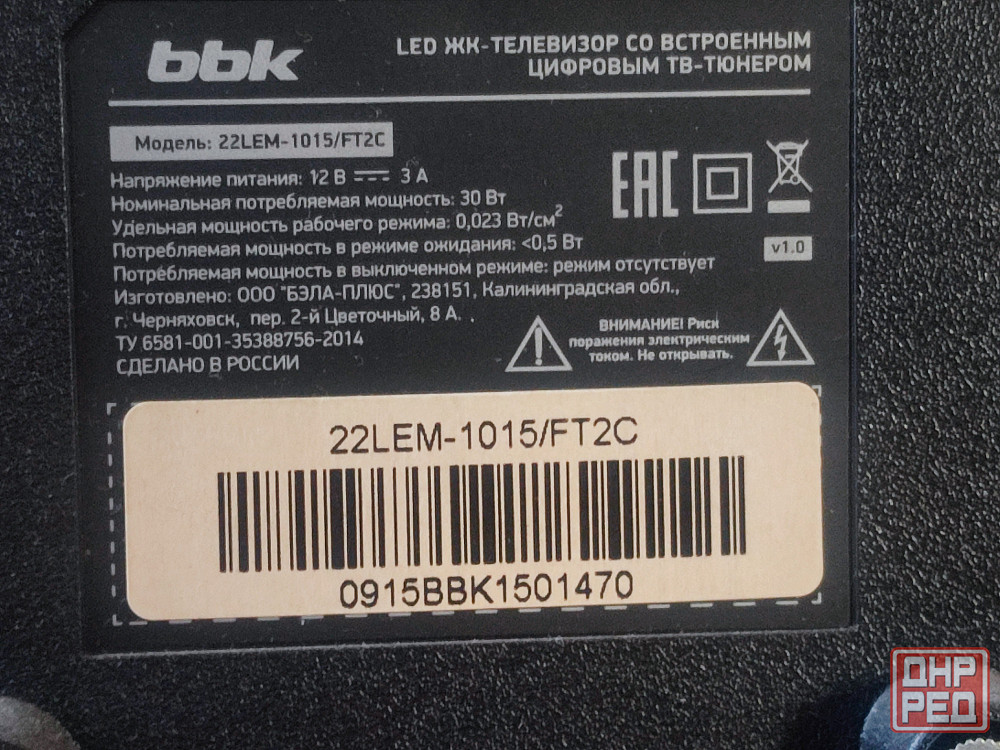 bbk
LED ЖК-ТЕЛЕВИЗОР СО ВСТРОЕННЫМ
ЦИФРОВЫМ ТВ-ТЮНЕРОМ
Модель: 22LEM-1015/FT2C
Напряжение питания: 12 В 3 А
Номинальная потребляемая мощность: 30 Вт
Удельная мощность рабочего режима: 0,023 Вт/см²
Потребляемая мощность в режиме ожидания: <0,5 Вт
Потребляемая мощность в выключенном режиме: режим отсутствует
Изготовлено: ООО "БЭЛА-ПЛЮС", 238151, Калининградская обл.,
г. Черняховск, пер. 2-й Цветочный, 8 А.
ТУ 6581-001-35388756-2014
СДЕЛАНО В РОССИИ
EAC
v1.0
ВНИМАНИЕ! Риск
поражения электрическим
током. Не открывать.
22LEM-1015/FT2C
0915BBK1501470
ДНР
РЕД